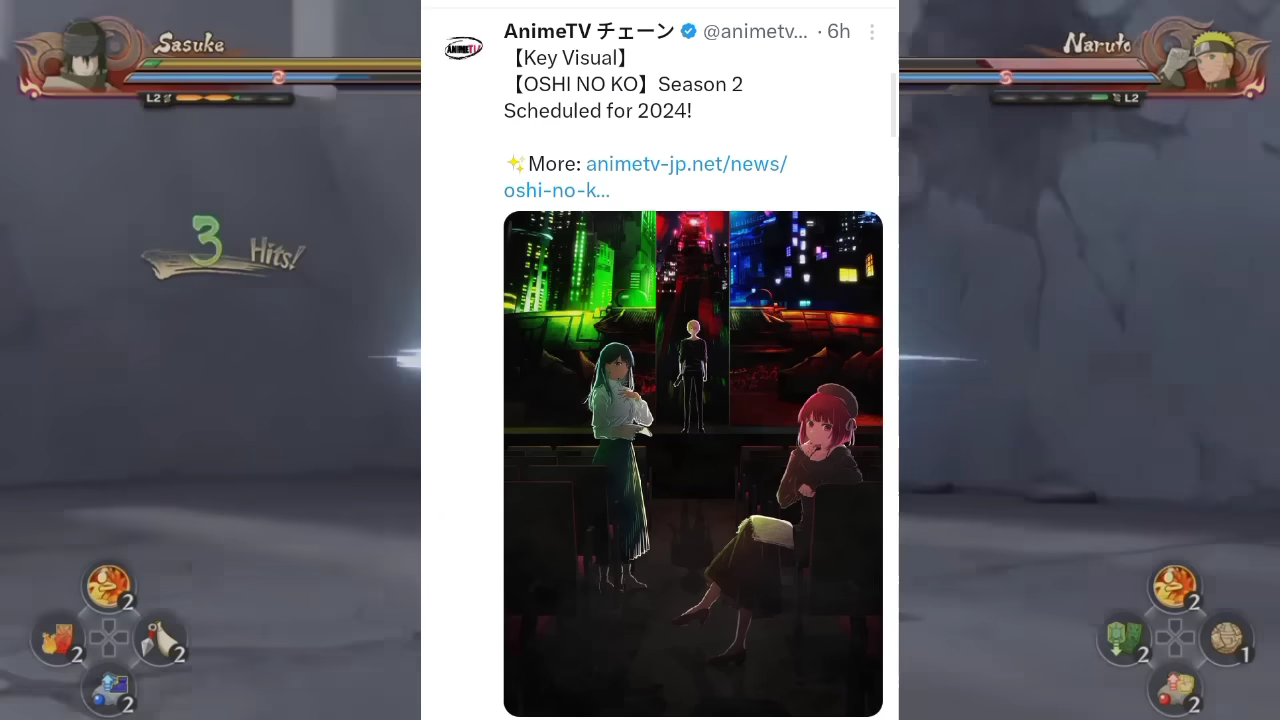 Sasuke
L2
3 Hits!
2
2
2
2
ANIMETV
AnimeTV チェーン @animetv... · 6h
【Key Visual】
【OSHI NO KO】Season 2
Scheduled for 2024!
✨More: animetv-jp.net/news/
oshi-no-k...
Naruto
L2
2
2
1
2